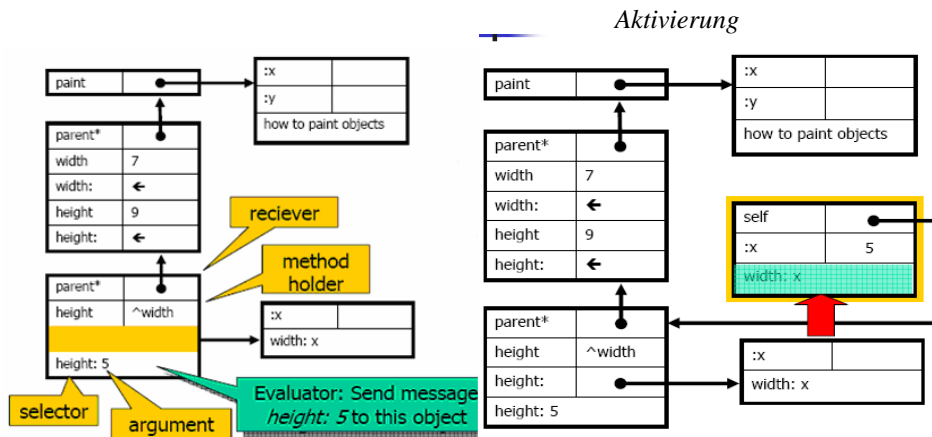 Aktivierung
:x
paint
:y
how to paint objects
parent*
width 7
width: ←
height 9
height: ←
reciever
method
holder
parent*
height ^width
:x
width: x
height: 5
selector
argument
Evaluator: Send message
height: 5 to this object
:x
paint
:y
how to paint objects
parent*
width 7
width: ←
height 9
height: ←
self
:x 5
width: x
parent*
height ^width
height:
height: 5
:x
width: x